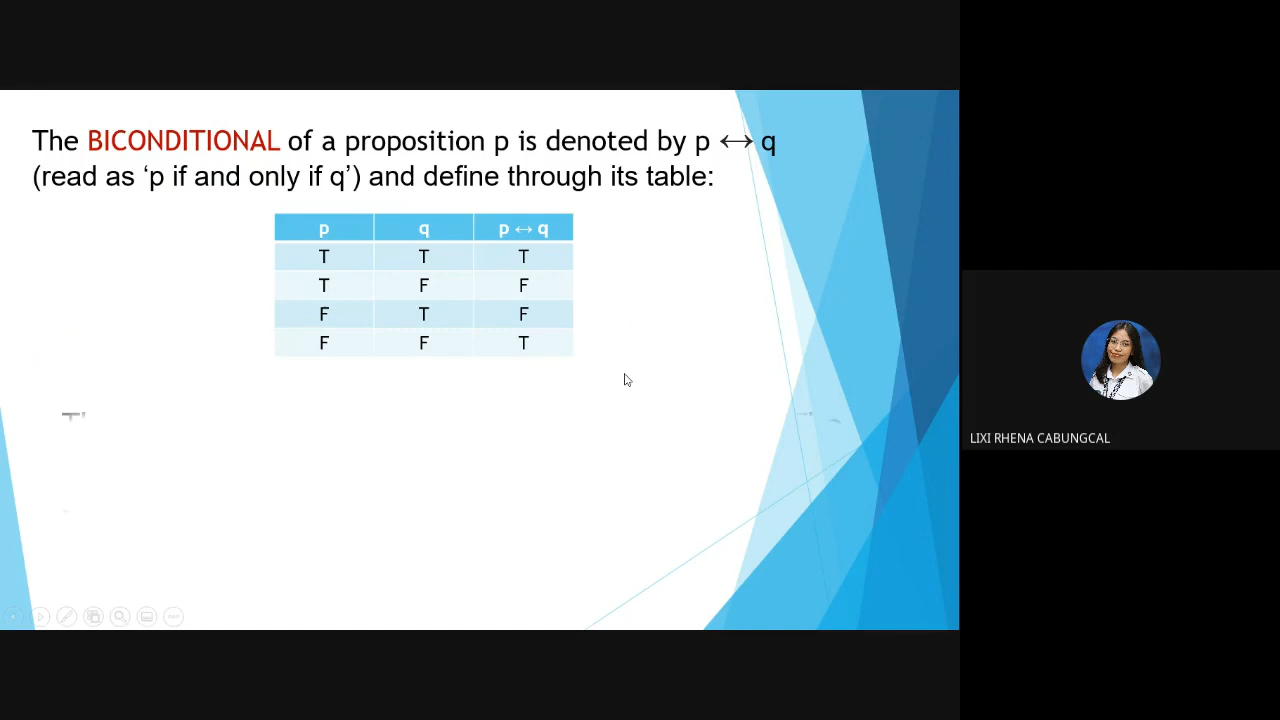 The BICONDITIONAL of a proposition p is denoted by p ↔ q
(read as ‘p if and only if q’) and define through its table:
p q p ↔ q
T T T
T F F
F T F
F F T
LIXI RHENA CABUNGCAL